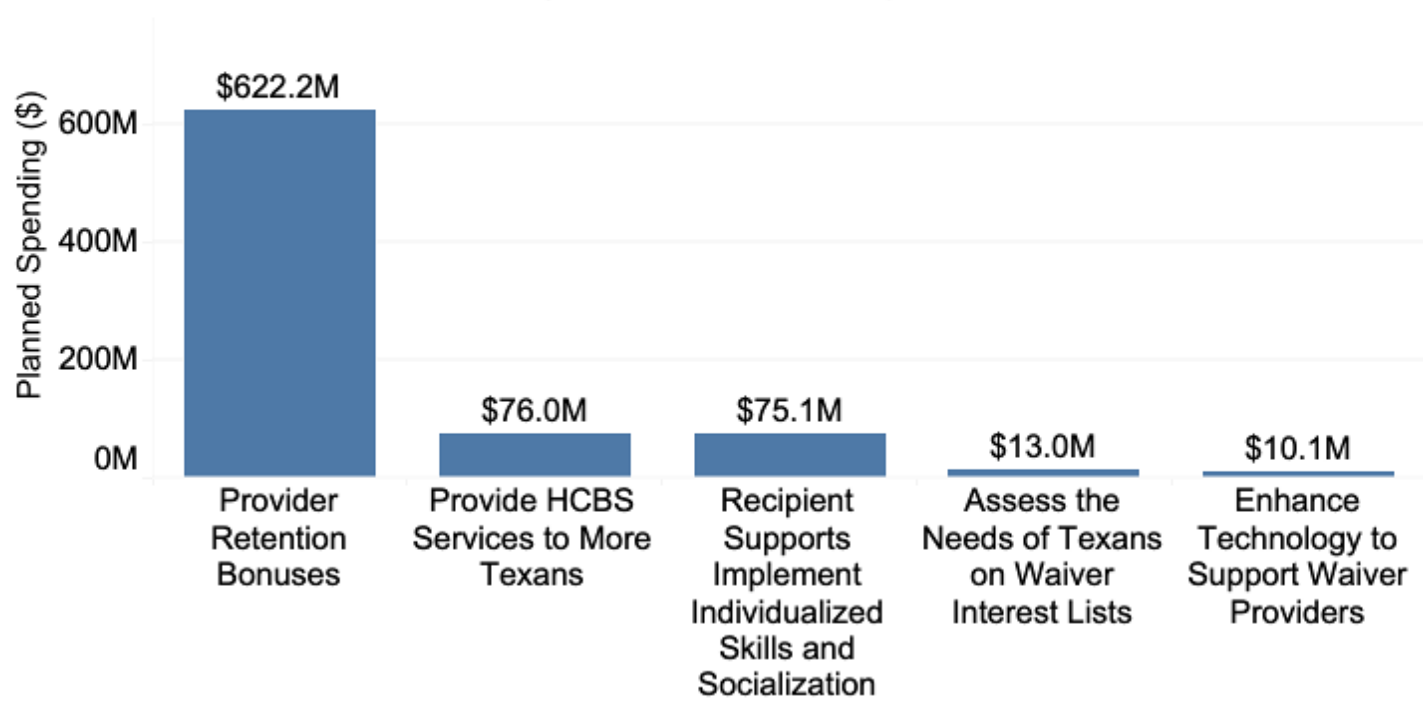 Planned Spending ($)
600M
400M
200M
0M
$622.2M
$76.0M
$75.1M
$13.0M
$10.1M
Provider
Retention
Bonuses
Provide HCBS
Services to More
Texans
Recipient
Supports
Implement
Individualized
Skills and
Socialization
Assess the
Needs of Texans
on Waiver
Interest Lists
Enhance
Technology to
Support Waiver
Providers